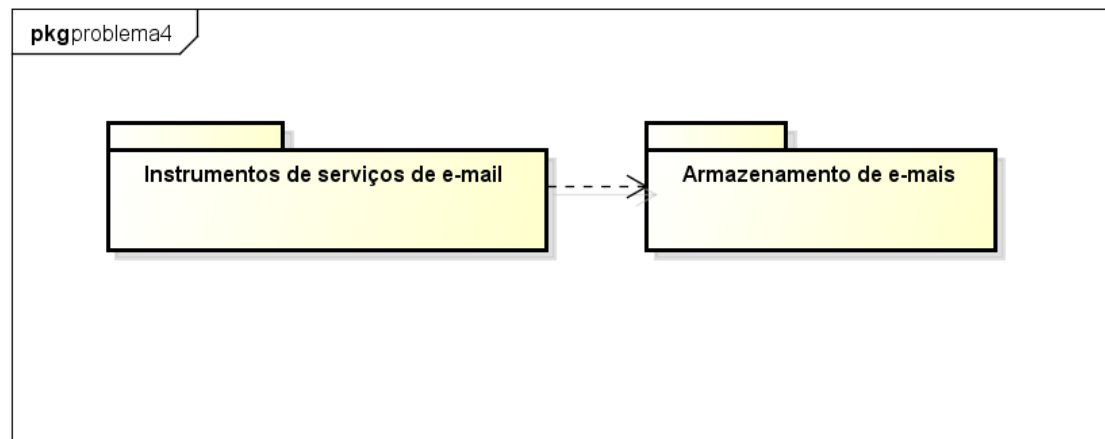 pkgproblema4
Instrumentos de serviços de e-mail
Armazenamento de e-mais